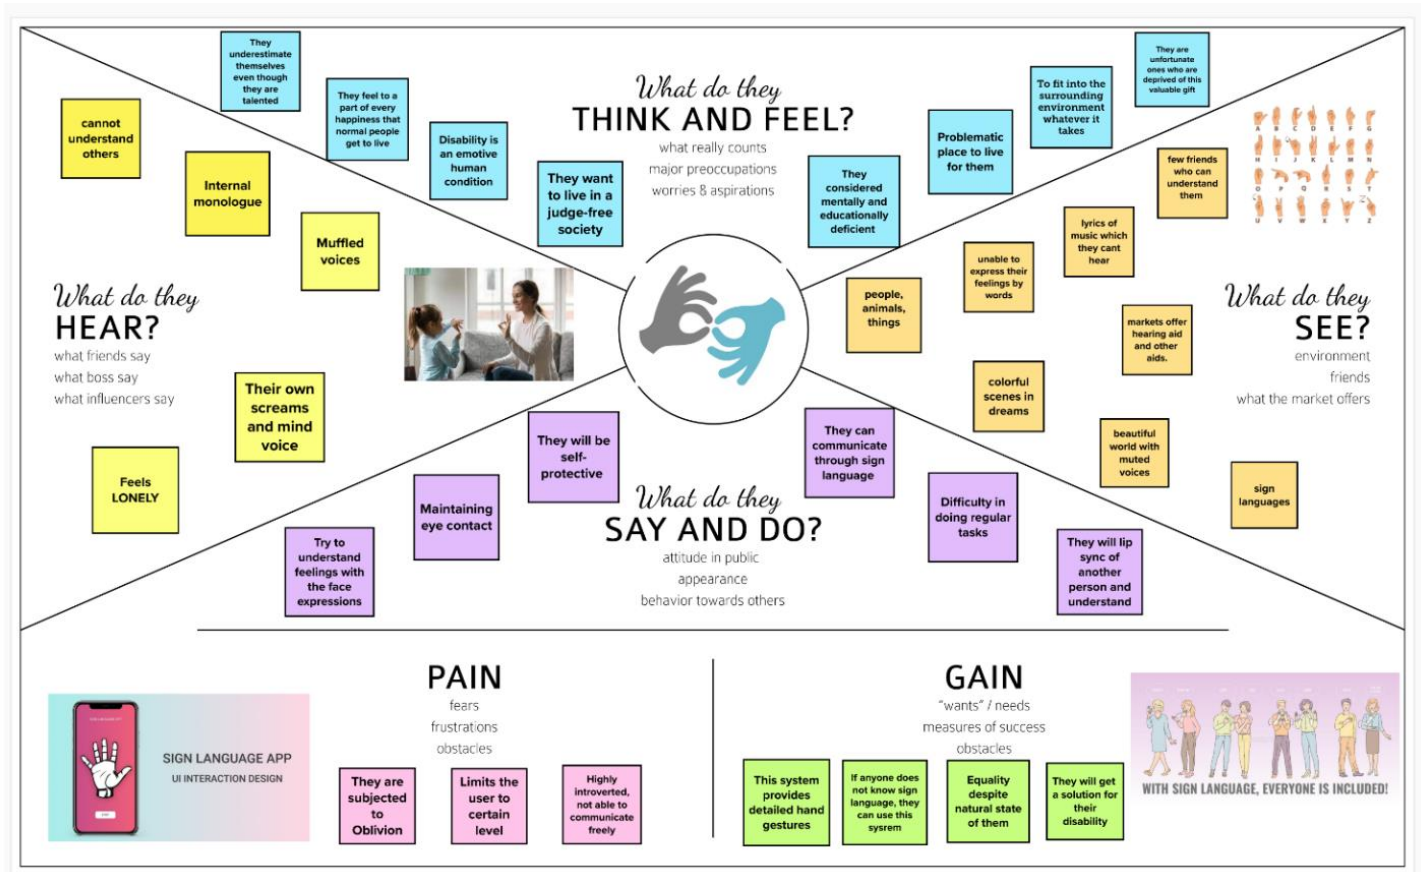 They
underestimate
themselves
even though
they are
talented
They feel to a
part of every
happiness that
normal people
get to live
Disability is
an emotive
human
condition
They want
to live in a
judge-free
society
What do they
THINK AND FEEL?
what really counts
major preoccupations
worries & aspirations
They
considered
mentally and
educationally
deficient
Problematic
place to live
for them
To fit into the
surrounding
environment
whatever it
takes
They are
unfortunate
ones who are
deprived of this
valuable gift
cannot
understand
others
Internal
monologue
Muffled
voices
What do they
HEAR?
what friends say
what boss say
what influencers say
Their own
screams
and mind
voice
Feels
LONELY
A B C D E F G
H I J K L M N
O P Q R S T
U V W X Y Z
few friends
who can
understand
them
lyrics of
music which
they cant
hear
unable to
express their
feelings by
words
people,
animals,
things
What do they
SEE?
environment
friends
what the market offers
markets offer
hearing aid
and other
aids.
colorful
scenes in
dreams
beautiful
world with
muted
voices
sign
languages
They will be
self-
protective
Maintaining
eye contact
Try to
understand
feelings with
the face
expressions
What do they
SAY AND DO?
attitude in public
appearance
behavior towards others
They can
communicate
through sign
language
Difficulty in
doing regular
tasks
They will lip
sync of
another
person and
understand
SIGN LANGUAGE APP
UI INTERACTION DESIGN
PAIN
fears
frustrations
obstacles
They are
subjected
to
Oblivion
Limits the
user to
certain
level
Highly
introverted,
not able to
communicate
freely
GAIN
"wants" / needs
measures of success
obstacles
This system
provides
detailed hand
gestures
If anyone does
not know sign
language, they
can use this
sysrem
Equality
despite
natural state
of them
They will get
a solution for
their
disability
WITH SIGN LANGUAGE, EVERYONE IS INCLUDED!